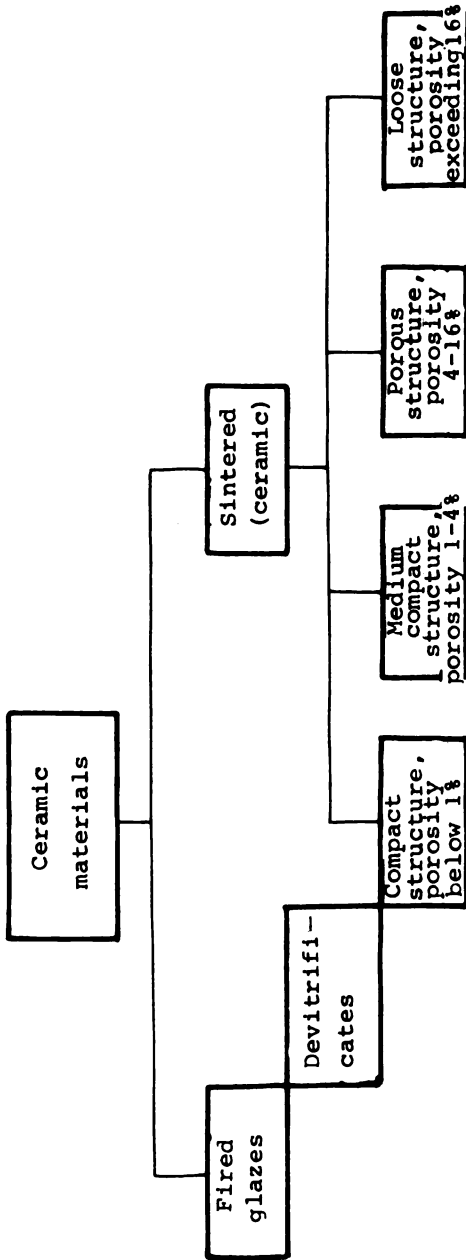 Ceramic
materials
Fired
glazes
Sintered
(ceramic)
Devitrifi-
cates
Compact
structure,
porosity
below 1%
Medium
compact
structure,
porosity 1-4%
Porous
structure,
porosity
4-16%
Loose
structure,
porosity
exceeding16%